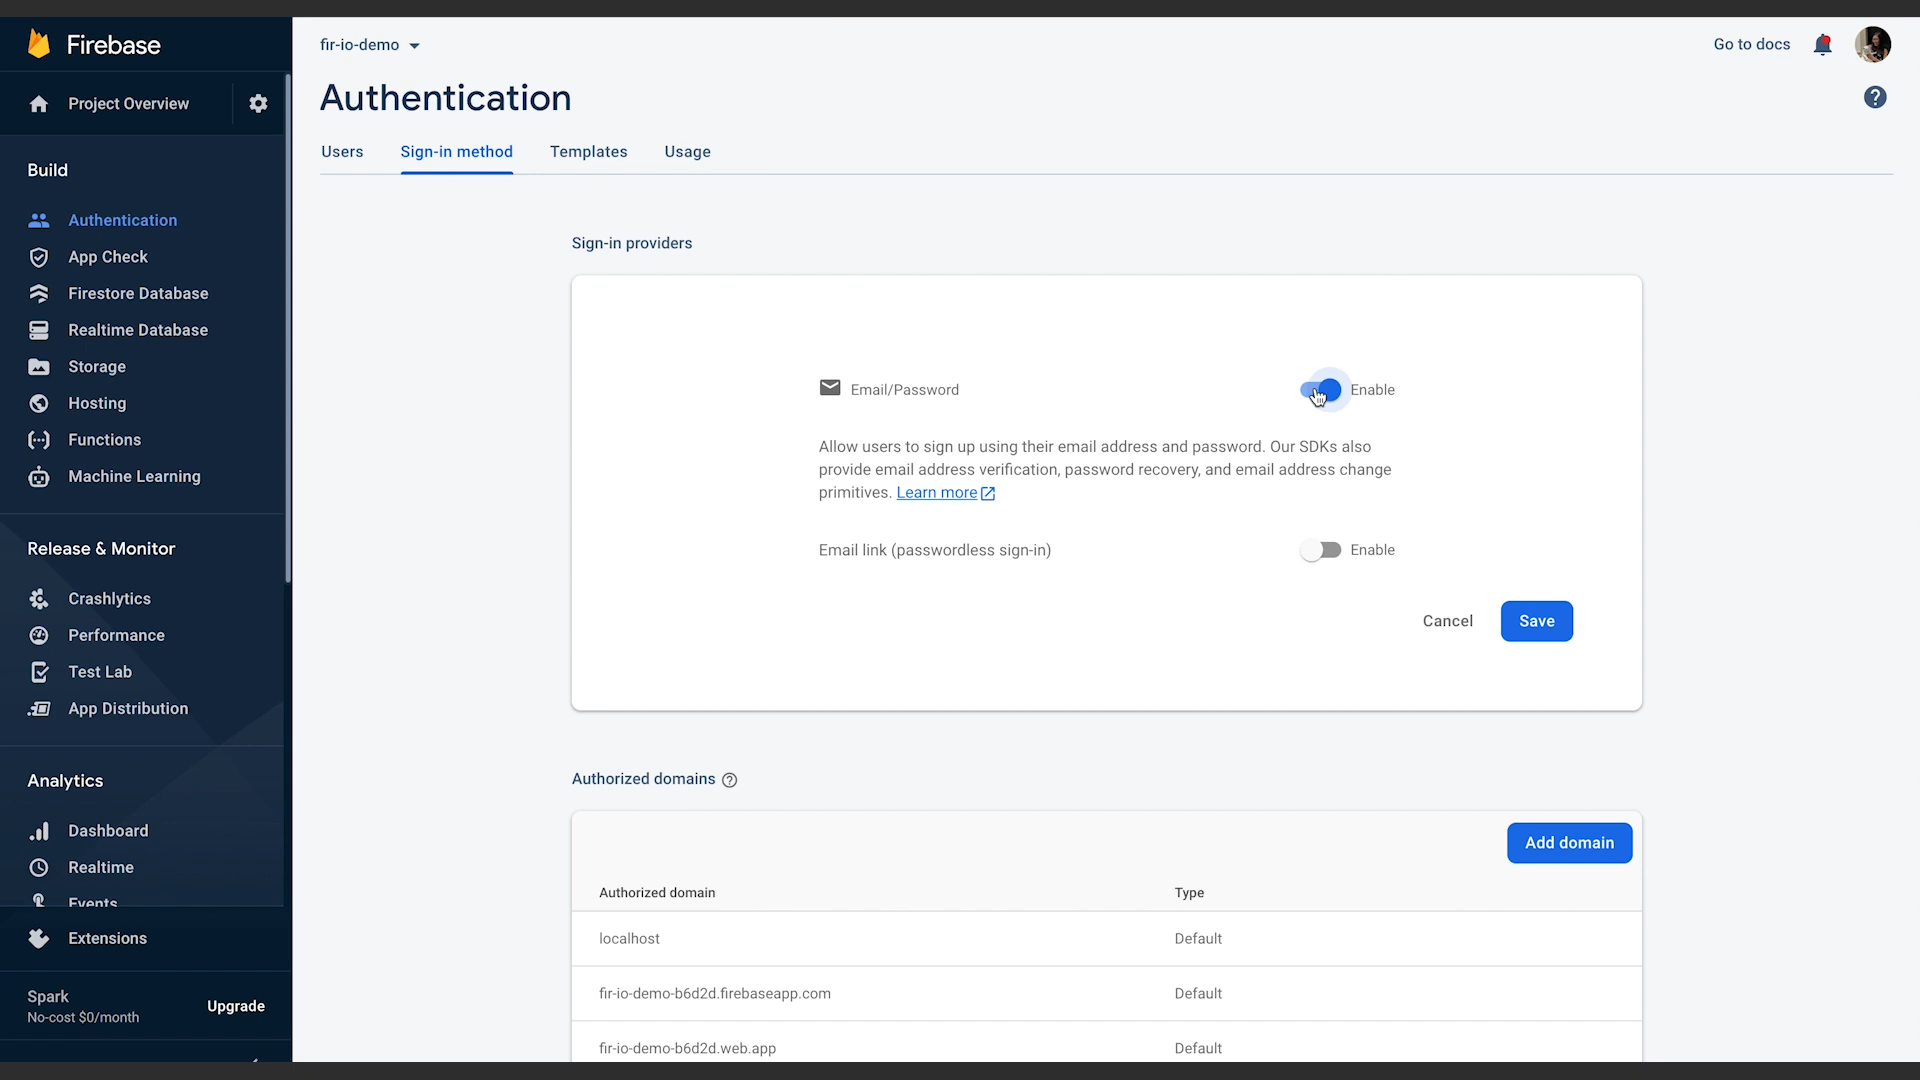 Firebase
Project Overview
Build
Authentication
App Check
Firestore Database
Realtime Database
Storage
Hosting
Functions
Machine Learning
Release & Monitor
Crashlytics
Performance
Test Lab
App Distribution
Analytics
Dashboard
Realtime
Events
Extensions
Spark
No-cost $0/month
Upgrade
fir-io-demo
Go to docs
Authentication
Users
Sign-in method
Templates
Usage
Sign-in providers
Email/Password
Enable
Allow users to sign up using their email address and password. Our SDKs also
provide email address verification, password recovery, and email address change
primitives. Learn more
Email link (passwordless sign-in)
Enable
Cancel
Save
Authorized domains
Add domain
Authorized domain
Type
localhost
Default
fir-io-demo-b6d2d.firebaseapp.com
Default
fir-io-demo-b6d2d.web.app
Default